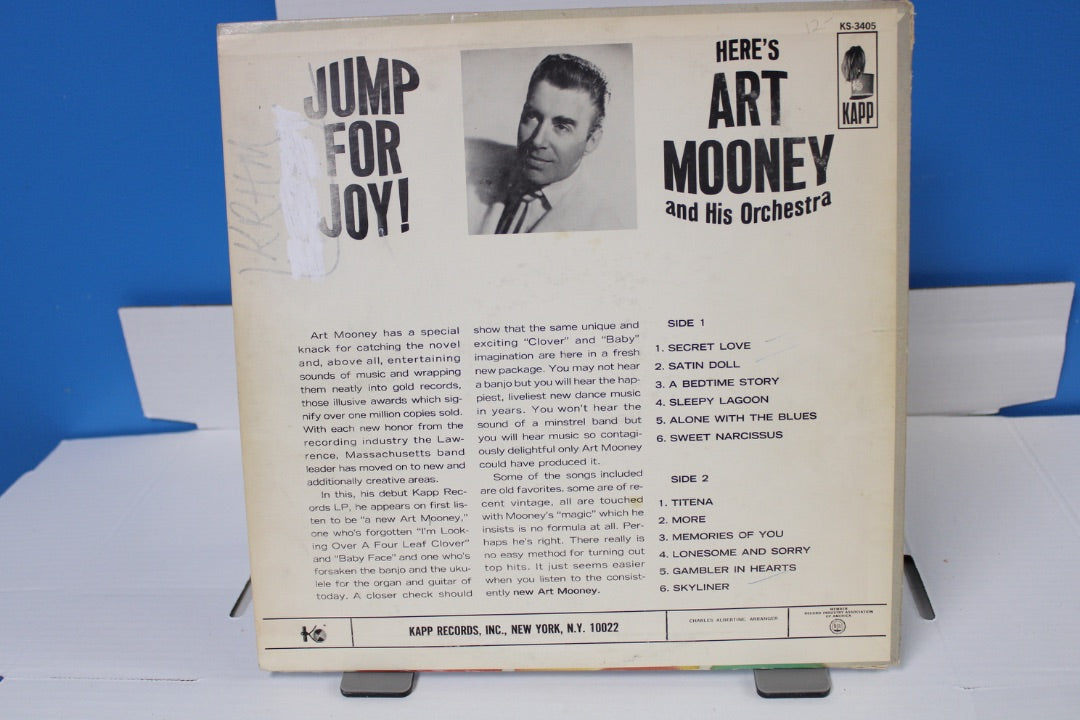 KS-3405
JUMP
FOR
JOY!
HERE'S
ART
MOONEY
and His Orchestra
KAPP
KRHM
Art Mooney has a special
knack for catching the novel
and, above all, entertaining
sounds of music and wrapping
them neatly into gold records,
those illusive awards which sig-
nify over one million copies sold.
With each new honor from the
recording industry the Law-
rence, Massachusetts band
leader has moved on to new and
additionally creative areas.
In this, his debut Kapp Rec-
ords LP, he appears on first lis-
ten to be "a new Art Mooney,"
one who's forgotten "I'm Look-
ing Over A Four Leaf Clover"
and "Baby Face" and one who's
forsaken the banjo and the uku-
lele for the organ and guitar of
today. A closer check should
show that the same unique and
exciting "Clover" and "Baby"
imagination are here in a fresh
new package. You may not hear
a banjo but you will hear the hap-
piest, liveliest new dance music
in years. You won't hear the
sound of a minstrel band but
you will hear music so contagi-
ously delightful only Art Mooney
could have produced it.
Some of the songs included
are old favorites, some are of re-
cent vintage, all are touched
with Mooney's "magic" which he
insists is no formula at all. Per-
haps he's right. There really is
no easy method for turning out
top hits. It just seems easier
when you listen to the consist-
ently new Art Mooney.
SIDE 1
1. SECRET LOVE
2. SATIN DOLL
3. A BEDTIME STORY
4. SLEEPY LAGOON
5. ALONE WITH THE BLUES
6. SWEET NARCISSUS
SIDE 2
1. TITENA
2. MORE
3. MEMORIES OF YOU
4. LONESOME AND SORRY
5. GAMBLER IN HEARTS
6. SKYLINER
KAPP RECORDS, INC., NEW YORK, N.Y. 10022
CHARLES ALBERTINE, ARRANGER
MEMBER
RECORD INDUSTRY ASSOCIATION
OF AMERICA